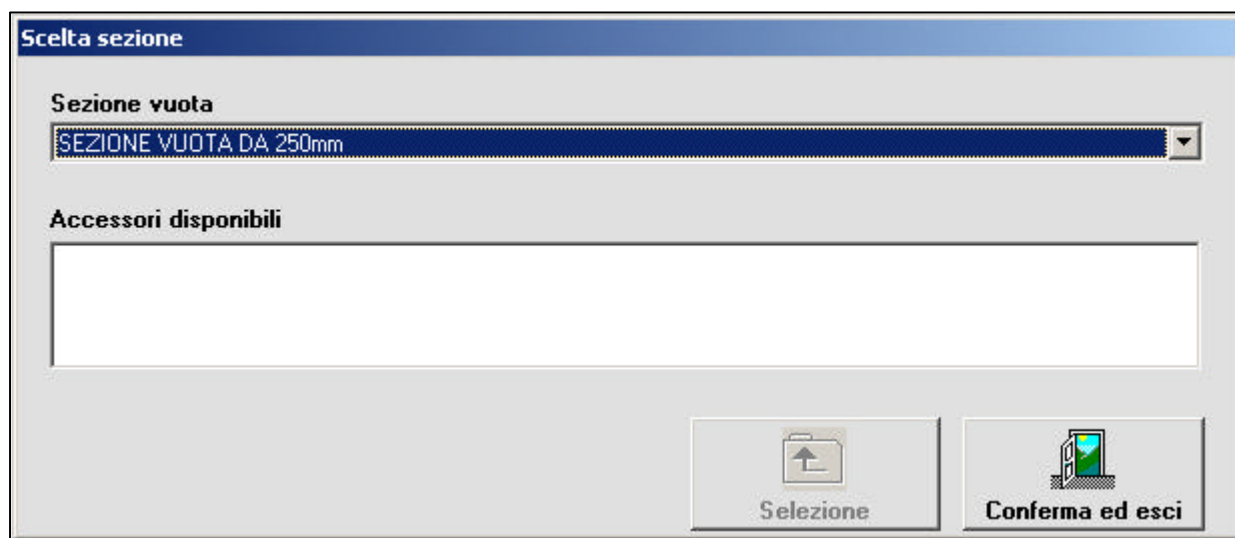 Scelta sezione
Sezione vuota
SEZIONE VUOTA DA 250mm
Accessori disponibili
Selezione
Conferma ed esci